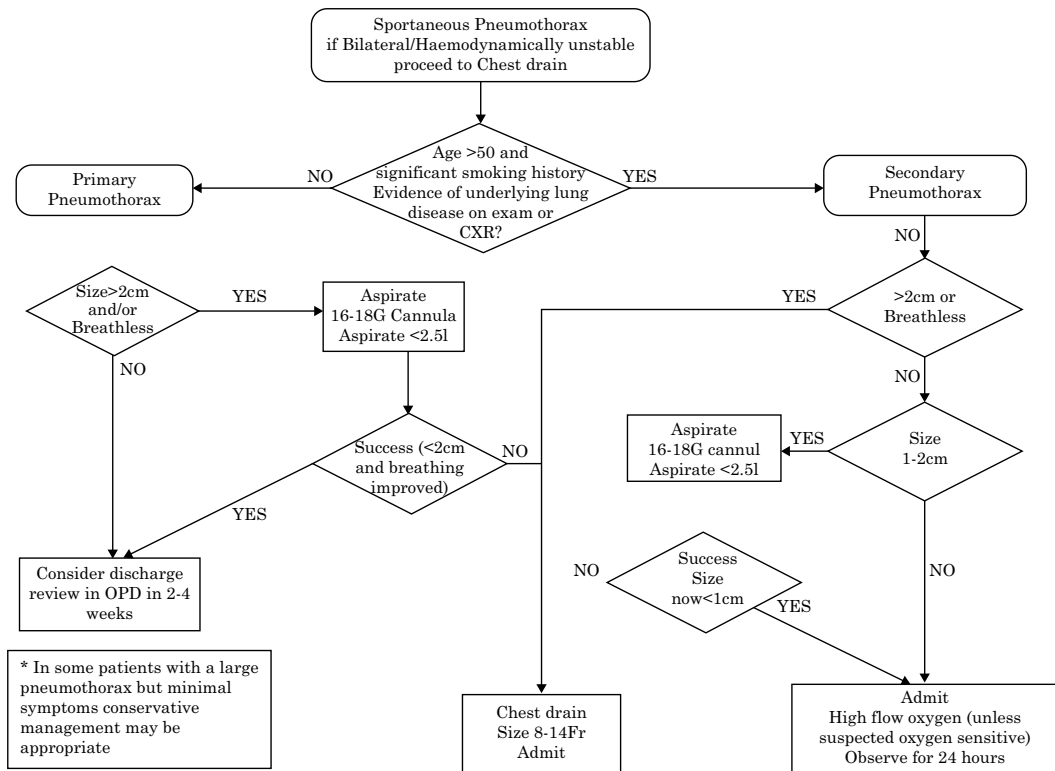 Spontaneous Pneumothorax
if Bilateral/Haemodynamically unstable
proceed to Chest drain
Age >50 and
significant smoking history
Evidence of underlying lung
disease on exam or
CXR?
NO
YES
Primary
Pneumothorax
Secondary
Pneumothorax
NO
Size>2cm
and/or
Breathless
YES
NO
Aspirate
16-18G Cannula
Aspirate <2.5l
YES
>2cm or
Breathless
NO
Success (<2cm
and breathing
improved)
NO
YES
Aspirate
16-18G cannul
Aspirate <2.5l
YES
Size
1-2cm
NO
Consider discharge
review in OPD in 2-4
weeks
NO
Success
Size
now<1cm
YES
* In some patients with a large
pneumothorax but minimal
symptoms conservative
management may be
appropriate
Chest drain
Size 8-14Fr
Admit
Admit
High flow oxygen (unless
suspected oxygen sensitive)
Observe for 24 hours